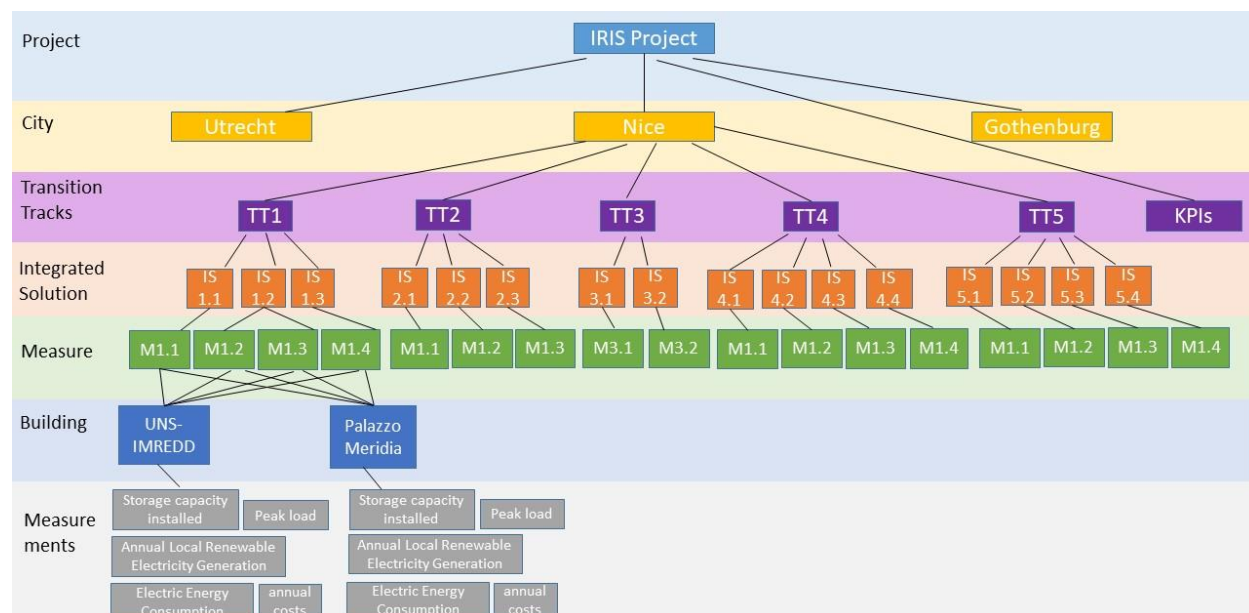 Project
IRIS Project
City
Utrecht
Nice
Gothenburg
Transition
Tracks
TT1
TT2
TT3
TT4
TT5
KPIs
Integrated
Solution
IS
1.1
IS
1.2
IS
1.3
IS
2.1
IS
2.2
IS
2.3
IS
3.1
IS
3.2
IS
4.1
IS
4.2
IS
4.3
IS
4.4
IS
5.1
IS
5.2
IS
5.3
IS
5.4
Measure
M1.1
M1.2
M1.3
M1.4
M1.1
M1.2
M1.3
M3.1
M3.2
M1.1
M1.2
M1.3
M1.4
M1.1
M1.2
M1.3
M1.4
Building
UNS-
IMREDD
Palazzo
Meridia
Measure
ments
Storage capacity
installed
Peak load
Annual Local Renewable
Electricity Generation
Electric Energy
Consumption
annual
costs
Storage capacity
installed
Peak load
Annual Local Renewable
Electricity Generation
Electric Energy
Consumption
annual
costs